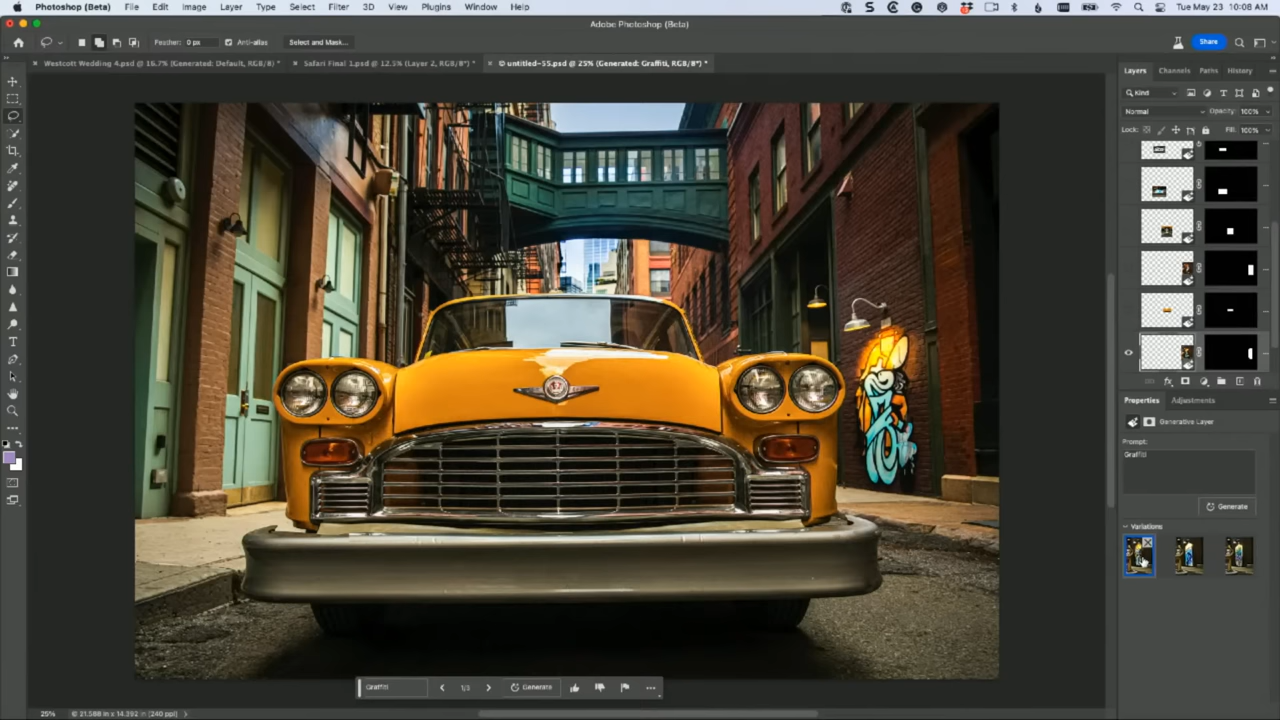 Photoshop (Beta) File Edit Image Layer Type Select Filter 3D View Plugins Window Help Tue May 23 10:08 AM
Adobe Photoshop (Beta)
Feather: 0 px Anti-alias Select and Mask... Share
Westcott Wedding 4.psd @ 16.7% (Generated: Default, RGB/8) * Safari Final 1.psd @ 12.5% (Layer 2, RGB/8) * © untitled-55.psd @ 25% (Generated: Graffiti, RGB/8*) *
Layers Channels Paths History
Kind
Normal Opacity: 100%
Lock: Fill: 100%
Properties Adjustments
Generative Layer
Prompt:
Graffiti
Generate
Variations
Graffiti 1/3 Generate
25% © 21.588 in x 14.392 in (240 ppi)